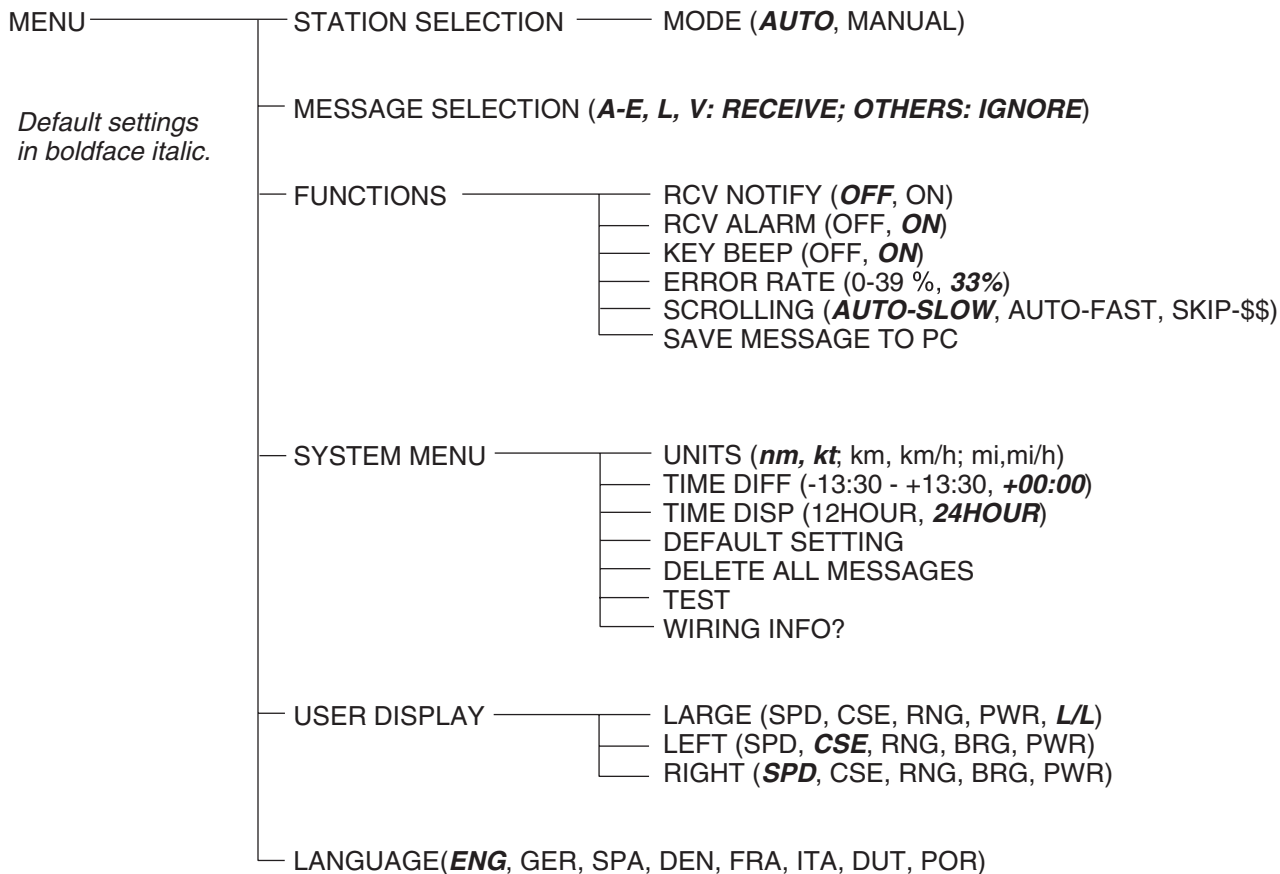 MENU STATION SELECTION MODE (AUTO, MANUAL)
Default settings
in boldface italic.
MESSAGE SELECTION (A-E, L, V: RECEIVE; OTHERS: IGNORE)
FUNCTIONS RCV NOTIFY (OFF, ON)
RCV ALARM (OFF, ON)
KEY BEEP (OFF, ON)
ERROR RATE (0-39 %, 33%)
SCROLLING (AUTO-SLOW, AUTO-FAST, SKIP-$$)
SAVE MESSAGE TO PC
SYSTEM MENU UNITS (nm, kt; km, km/h; mi,mi/h)
TIME DIFF (-13:30 - +13:30, +00:00)
TIME DISP (12HOUR, 24HOUR)
DEFAULT SETTING
DELETE ALL MESSAGES
TEST
WIRING INFO?
USER DISPLAY LARGE (SPD, CSE, RNG, PWR, L/L)
LEFT (SPD, CSE, RNG, BRG, PWR)
RIGHT (SPD, CSE, RNG, BRG, PWR)
LANGUAGE(ENG, GER, SPA, DEN, FRA, ITA, DUT, POR)